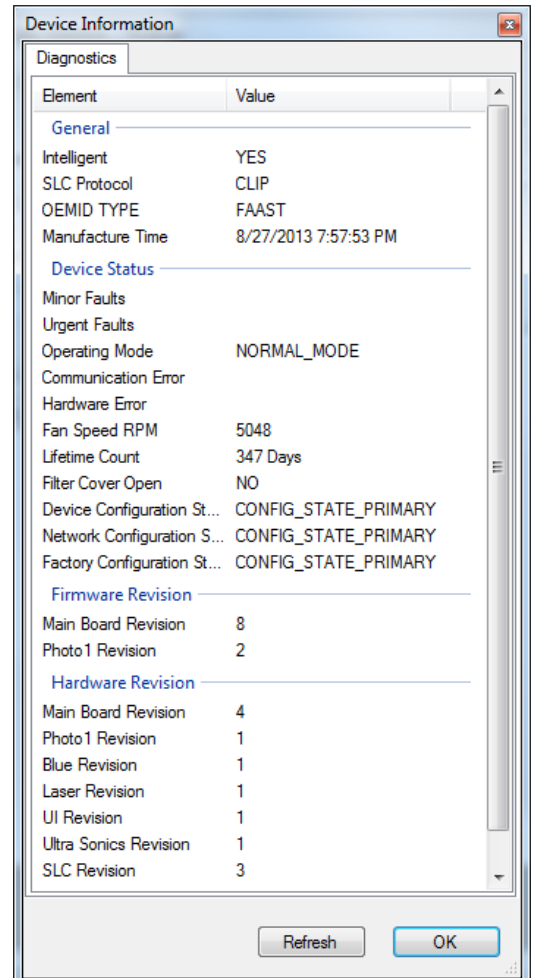 Device Information
Diagnostics
Element Value
General
Intelligent YES
SLC Protocol CLIP
OEMID TYPE FAAST
Manufacture Time 8/27/2013 7:57:53 PM
Device Status
Minor Faults
Urgent Faults
Operating Mode NORMAL_MODE
Communication Error
Hardware Error
Fan Speed RPM 5048
Lifetime Count 347 Days
Filter Cover Open NO
Device Configuration St... CONFIG_STATE_PRIMARY
Network Configuration S... CONFIG_STATE_PRIMARY
Factory Configuration St... CONFIG_STATE_PRIMARY
Firmware Revision
Main Board Revision 8
Photo1 Revision 2
Hardware Revision
Main Board Revision 4
Photo1 Revision 1
Blue Revision 1
Laser Revision 1
UI Revision 1
Ultra Sonics Revision 1
SLC Revision 3
Refresh OK